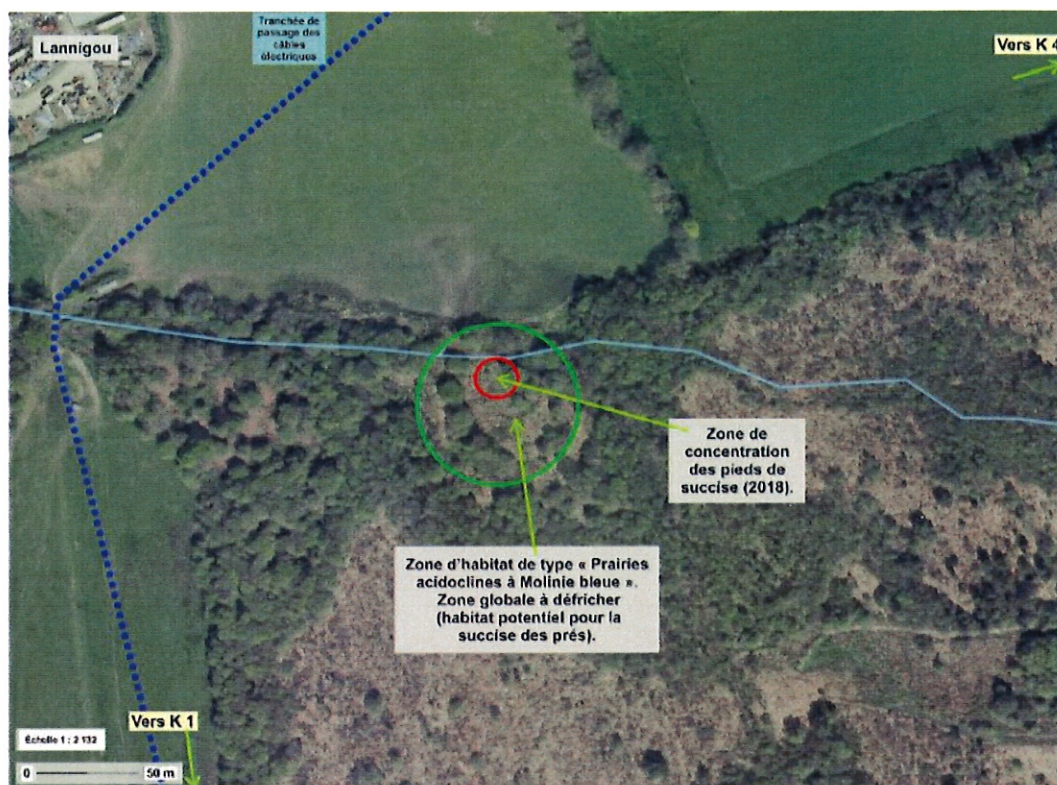 Lannigou
Tranchée de
passage des
câbles
électriques
Vers K 4
Zone de
concentration
des pieds de
succise (2018).
Zone d'habitat de type « Prairies
acidoclines à Molinie bleue ».
Zone globale à défricher
(habitat potentiel pour la
succise des prés).
Vers K 1
Échelle 1 : 2 132
0 50 m